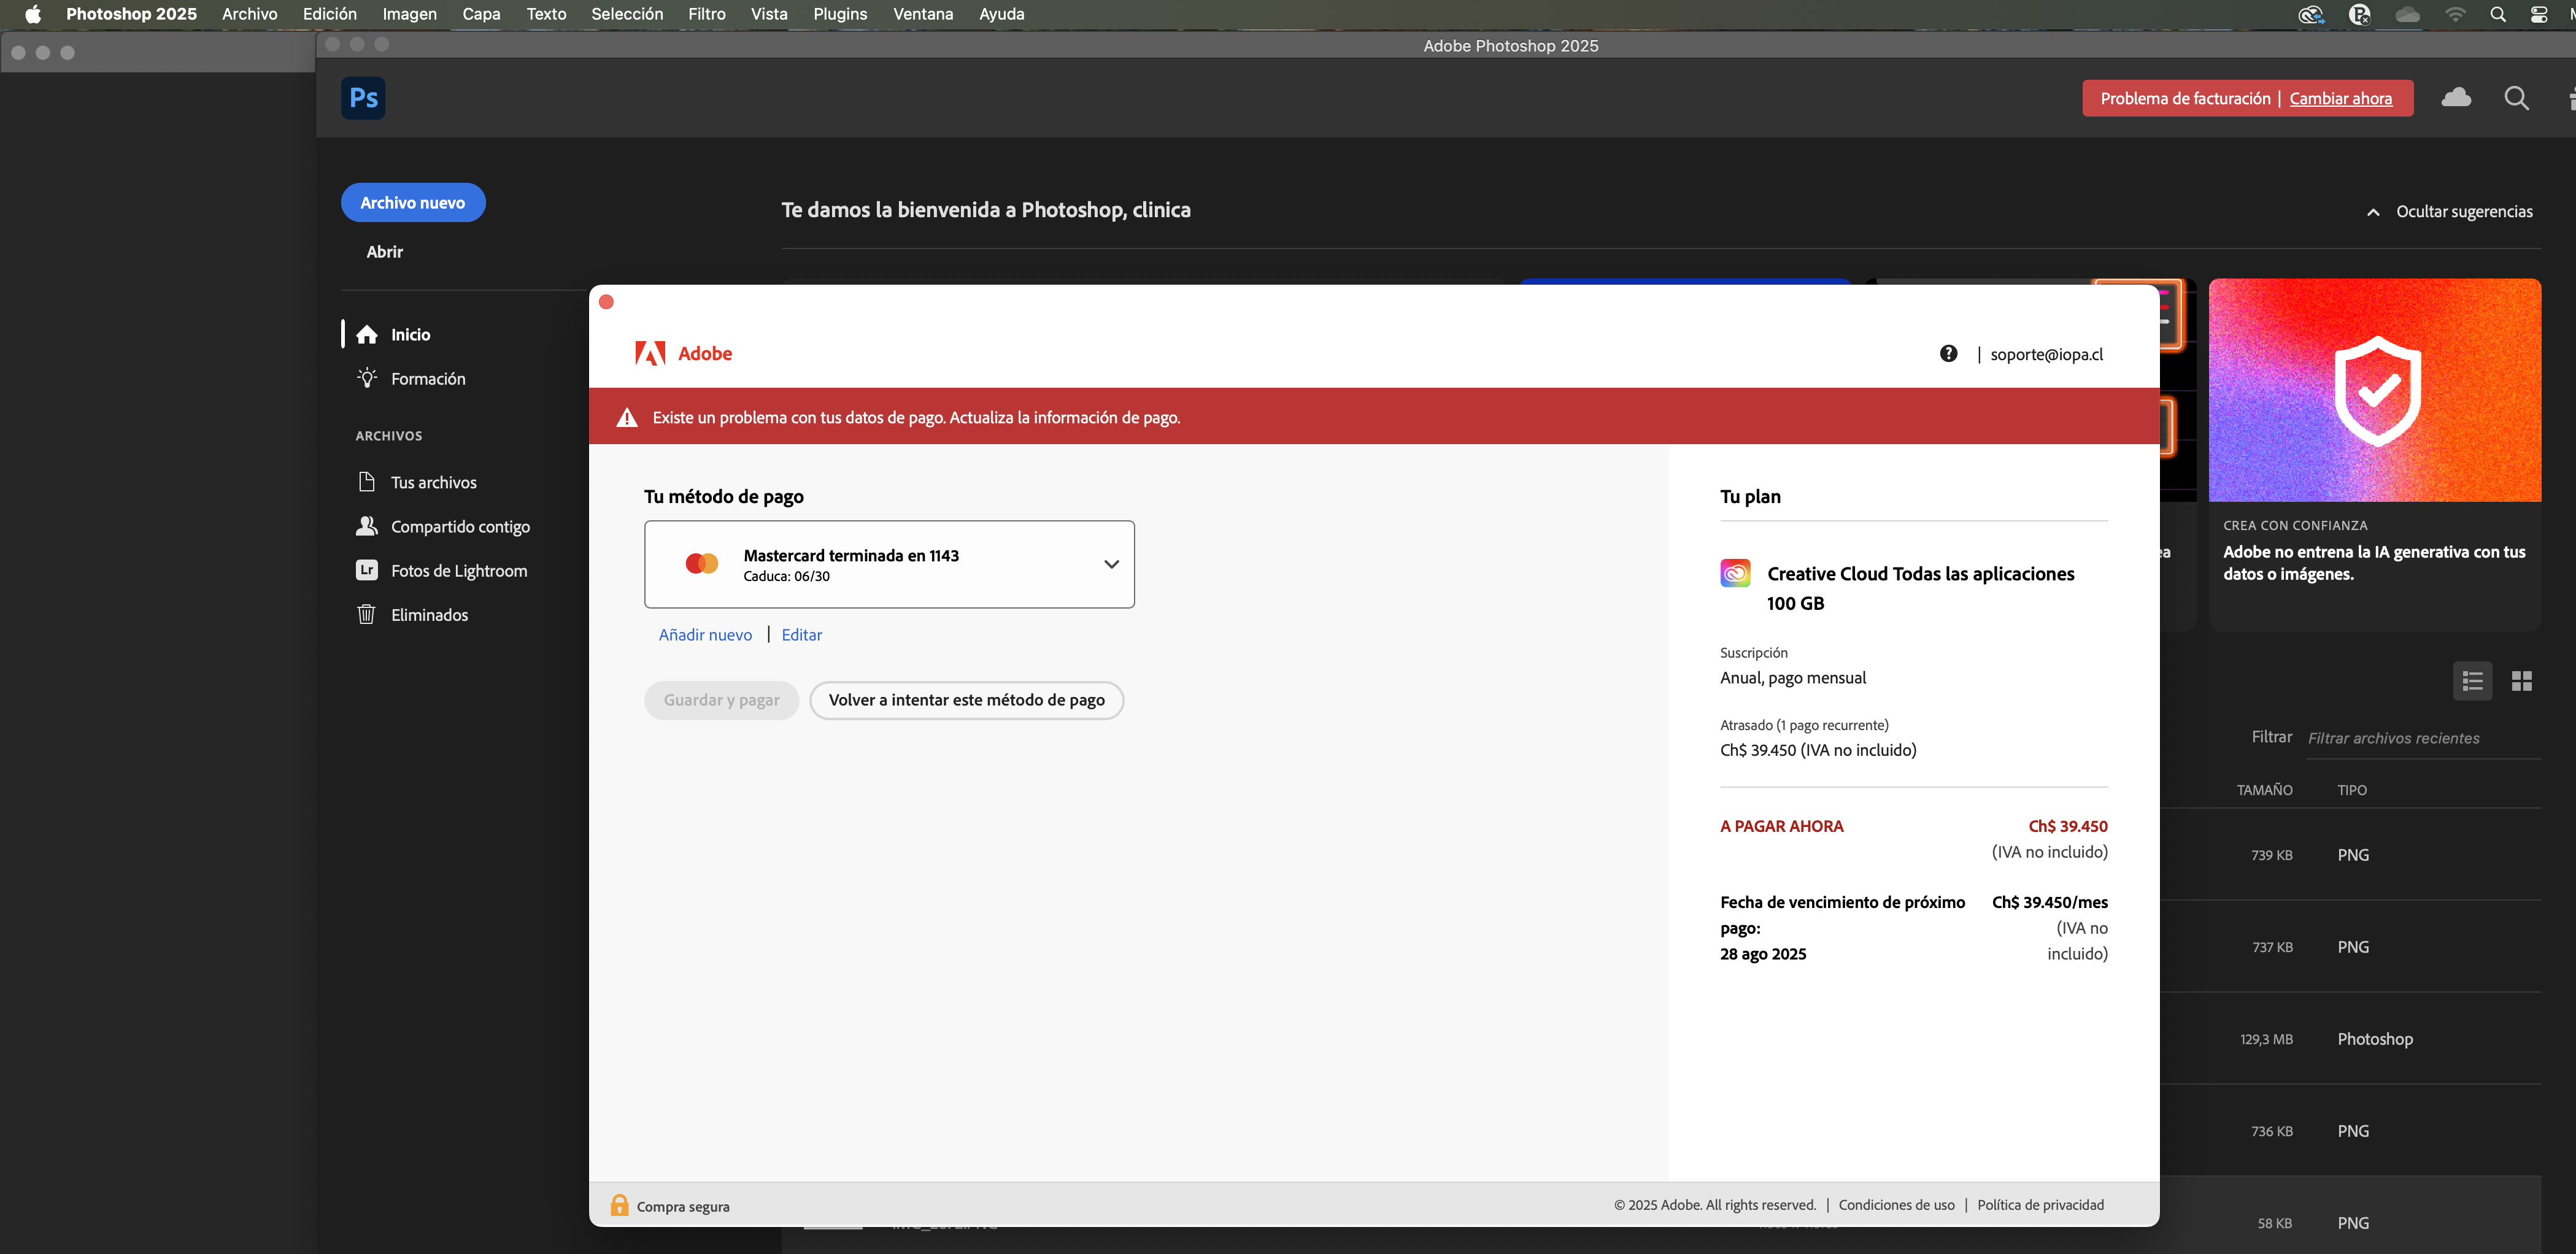 Photoshop 2025 Archivo Edición Imagen Capa Texto Selección Filtro Vista Plugins Ventana Ayuda
Adobe Photoshop 2025
Ps
Problema de facturación | Cambiar ahora
Archivo nuevo
Abrir
Te damos la bienvenida a Photoshop, clinica
Ocultar sugerencias
Inicio
Formación
ARCHIVOS
Tus archivos
Compartido contigo
Lr Fotos de Lightroom
Eliminados
Adobe
? | soporte@iopa.cl
Existe un problema con tus datos de pago. Actualiza la información de pago.
Tu método de pago
Mastercard terminada en 1143
Caduca: 06/30
Añadir nuevo | Editar
Guardar y pagar
Volver a intentar este método de pago
Tu plan
Creative Cloud Todas las aplicaciones
100 GB
Suscripción
Anual, pago mensual
Atrasado (1 pago recurrente)
Ch$ 39.450 (IVA no incluido)
A PAGAR AHORA Ch$ 39.450
(IVA no incluido)
Fecha de vencimiento de próximo pago:
28 ago 2025
Ch$ 39.450/mes
(IVA no
incluido)
Compra segura
© 2025 Adobe. All rights reserved. | Condiciones de uso | Política de privacidad
CREA CON CONFIANZA
Adobe no entrena la IA generativa con tus
datos o imágenes.
Filtrar Filtrar archivos recientes
TAMAÑO TIPO
739 KB PNG
737 KB PNG
129,3 MB Photoshop
736 KB PNG
58 KB PNG